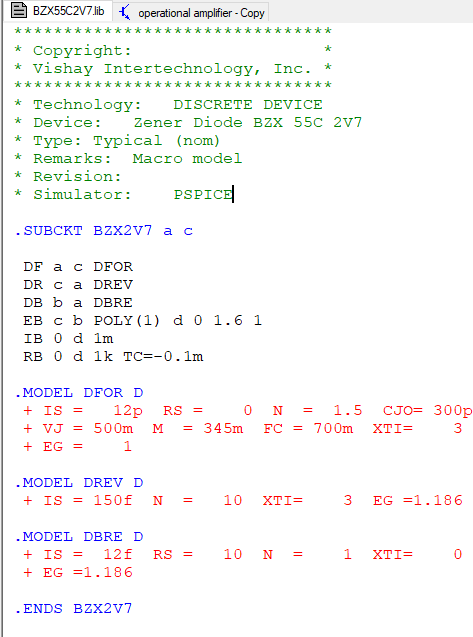 BZX55C2V7.lib operational amplifier - Copy
********************************
* Copyright: *
* Vishay Intertechnology, Inc. *
********************************
* Technology: DISCRETE DEVICE
* Device: Zener Diode BZX 55C 2V7
* Type: Typical (nom)
* Remarks: Macro model
* Revision:
* Simulator: PSPICE
.SUBCKT BZX2V7 a c
DF a c DFOR
DR c a DREV
DB b a DBRE
EB c b POLY(1) d 0 1.6 1
IB 0 d 1m
RB 0 d 1k TC=-0.1m
.MODEL DFOR D
+ IS = 12p RS = 0 N = 1.5 CJO= 300p
+ VJ = 500m M = 345m FC = 700m XTI= 3
+ EG = 1
.MODEL DREV D
+ IS = 150f N = 10 XTI= 3 EG =1.186
.MODEL DBRE D
+ IS = 12f RS = 10 N = 1 XTI= 0
+ EG =1.186
.ENDS BZX2V7